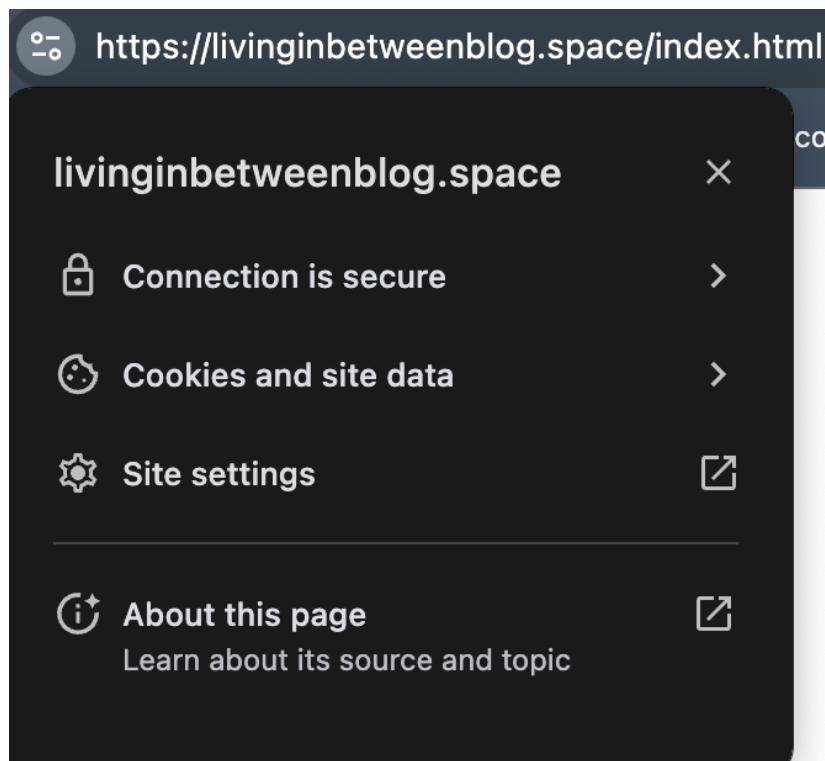 https://livinginbetweenblog.space/index.html
co
livinginbetweenblog.space
Connection is secure
Cookies and site data
Site settings
About this page
Learn about its source and topic